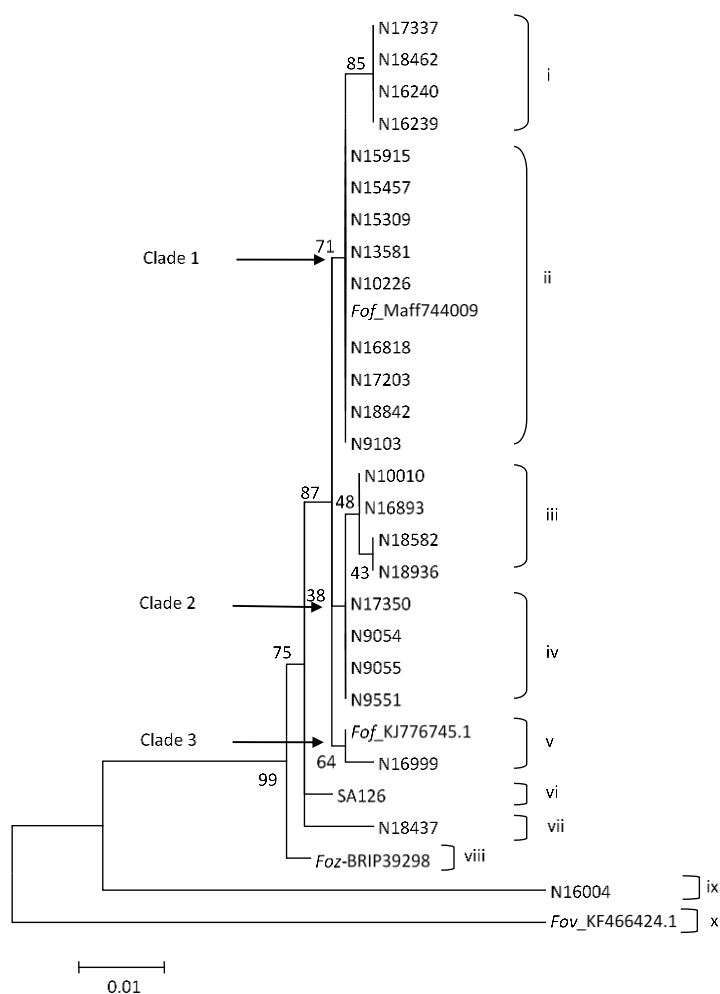 N17337
85
N18462
i
N16240
N16239
N15915
N15457
N15309
71
Clade 1
N13581
ii
N10226
Fof_Maff744009
N16818
N17203
N18842
N9103
N10010
87
48
N16893
iii
N18582
43
N18936
38
Clade 2
N17350
N9054
75
iv
N9055
N9551
Fof_KJ776745.1
Clade 3
v
64
N16999
99
SA126
vi
N18437
vii
Foz-BRIP39298
viii
N16004
ix
Fov_KF466424.1
x
0.01